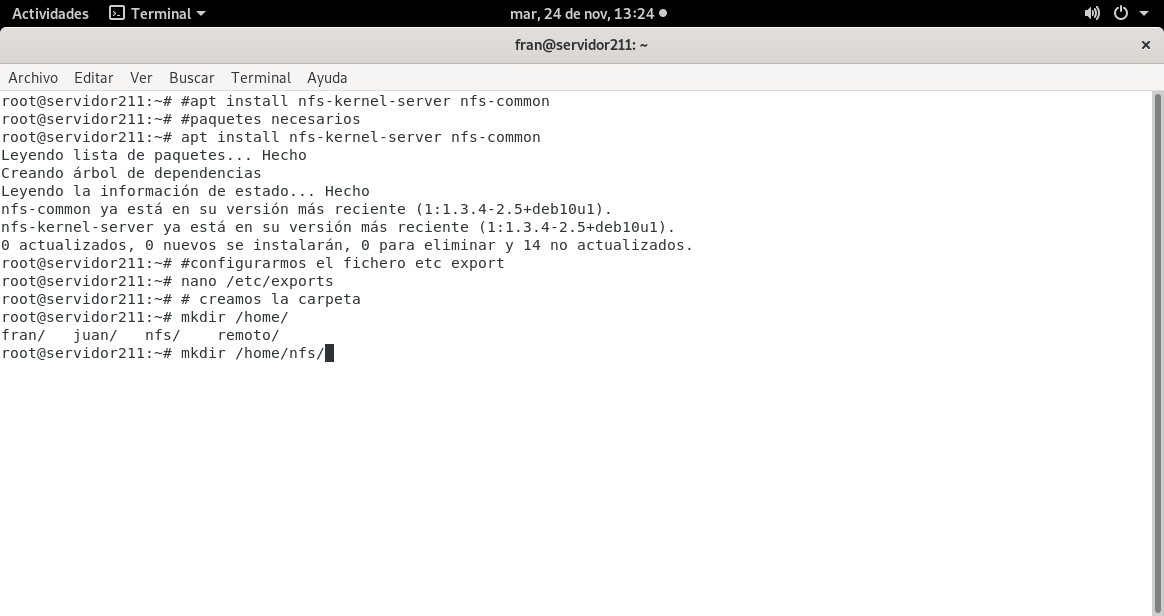 Actividades Terminal mar, 24 de nov, 13:24
fran@servidor211: ~
Archivo Editar Ver Buscar Terminal Ayuda
root@servidor211:~# #apt install nfs-kernel-server nfs-common
root@servidor211:~# #paquetes necesarios
root@servidor211:~# apt install nfs-kernel-server nfs-common
Leyendo lista de paquetes... Hecho
Creando árbol de dependencias
Leyendo la información de estado... Hecho
nfs-common ya está en su versión más reciente (1:1.3.4-2.5+deb10u1).
nfs-kernel-server ya está en su versión más reciente (1:1.3.4-2.5+deb10u1).
0 actualizados, 0 nuevos se instalarán, 0 para eliminar y 14 no actualizados.
root@servidor211:~# #configurarmos el fichero etc export
root@servidor211:~# nano /etc/exports
root@servidor211:~# # creamos la carpeta
root@servidor211:~# mkdir /home/
fran/ juan/ nfs/ remoto/
root@servidor211:~# mkdir /home/nfs/